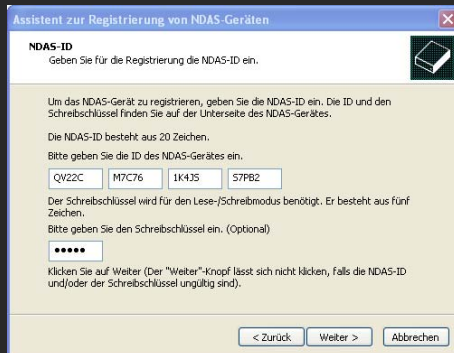 Assistent zur Registrierung von NDAS-Geräten
NDAS-ID
Geben Sie für die Registrierung die NDAS-ID ein.
Um das NDAS-Gerät zu registrieren, geben Sie die NDAS-ID ein. Die ID und den
Schreibschlüssel finden Sie auf der Unterseite des NDAS-Gerätes.
Die NDAS-ID besteht aus 20 Zeichen.
Bitte geben Sie die ID des NDAS-Gerätes ein.
QV22C M7C76 1K4J5 S7PB2
Der Schreibschlüssel wird für den Lese-/Schreibmodus benötigt. Er besteht aus fünf
Zeichen.
Bitte geben Sie den Schreibschlüssel ein. (Optional)
•••••
Klicken Sie auf Weiter (Der "Weiter"-Knopf lässt sich nicht klicken, falls die NDAS-ID
und/oder der Schreibschlüssel ungültig sind).
< Zurück Weiter > Abbrechen